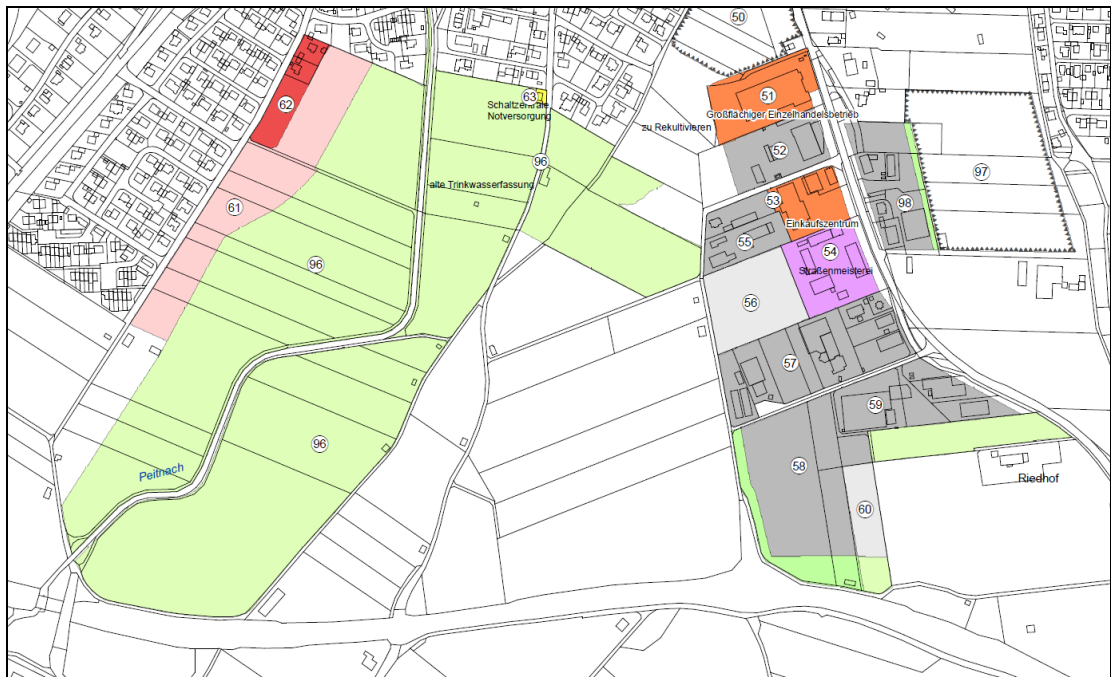 50
51
Großflächiger Einzelhandelsbetrieb
63
Schaltzentrale
Notversorgung
62
zu Rekultivieren
52
96
97
alte Trinkwasserfassung
53
98
61
Einkaufszentrum
55
54
96
Straßenmeisterei
56
57
59
96
58
Peitnach
Riedhof
60